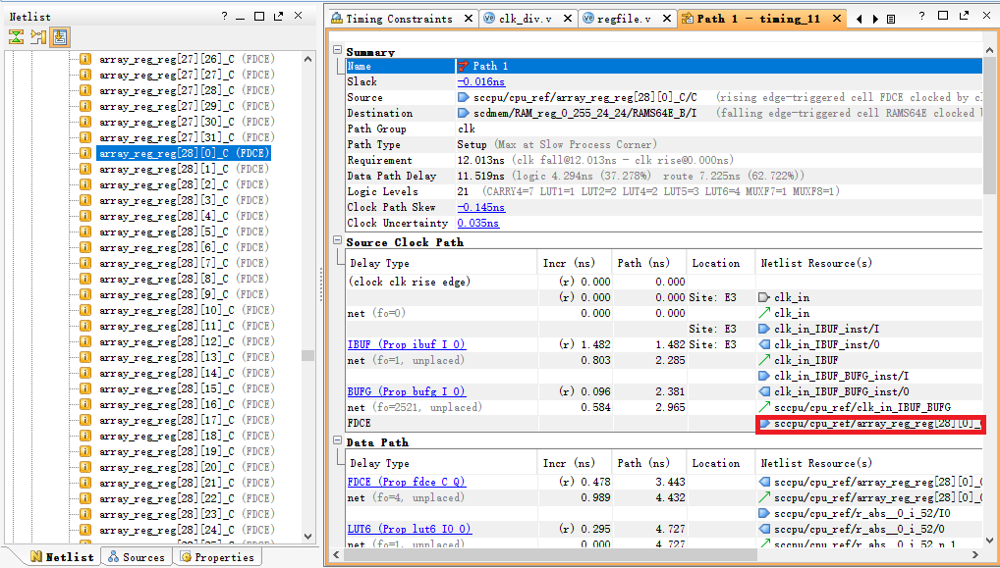 Netlist
array_reg_reg[27][26]_C (FDCE)
array_reg_reg[27][27]_C (FDCE)
array_reg_reg[27][28]_C (FDCE)
array_reg_reg[27][29]_C (FDCE)
array_reg_reg[27][30]_C (FDCE)
array_reg_reg[27][31]_C (FDCE)
array_reg_reg[28][0]_C (FDCE)
array_reg_reg[28][1]_C (FDCE)
array_reg_reg[28][2]_C (FDCE)
array_reg_reg[28][3]_C (FDCE)
array_reg_reg[28][4]_C (FDCE)
array_reg_reg[28][5]_C (FDCE)
array_reg_reg[28][6]_C (FDCE)
array_reg_reg[28][7]_C (FDCE)
array_reg_reg[28][8]_C (FDCE)
array_reg_reg[28][9]_C (FDCE)
array_reg_reg[28][10]_C (FDCE)
array_reg_reg[28][11]_C (FDCE)
array_reg_reg[28][12]_C (FDCE)
array_reg_reg[28][13]_C (FDCE)
array_reg_reg[28][14]_C (FDCE)
array_reg_reg[28][15]_C (FDCE)
array_reg_reg[28][16]_C (FDCE)
array_reg_reg[28][17]_C (FDCE)
array_reg_reg[28][18]_C (FDCE)
array_reg_reg[28][19]_C (FDCE)
array_reg_reg[28][20]_C (FDCE)
array_reg_reg[28][21]_C (FDCE)
array_reg_reg[28][22]_C (FDCE)
array_reg_reg[28][23]_C (FDCE)
array_reg_reg[28][24]_C (FDCE)
Netlist Sources Properties
Timing Constraints clk_div.v regfile.v Path 1 - timing_11
Summary
Name Path 1
Slack -0.016ns
Source sccpu/cpu_ref/array_reg_reg[28][0]_C/C (rising edge-triggered cell FDCE clocked by c
Destination scdmem/RAM_reg_0_255_24_24/RAMS64E_B/I (falling edge-triggered cell RAMS64E clocked
Path Group clk
Path Type Setup (Max at Slow Process Corner)
Requirement 12.013ns (clk fall@12.013ns - clk rise@0.000ns)
Data Path Delay 11.519ns (logic 4.294ns (37.278%) route 7.225ns (62.722%))
Logic Levels 21 (CARRY4=7 LUT1=1 LUT2=2 LUT4=2 LUT5=3 LUT6=4 MUXF7=1 MUXF8=1)
Clock Path Skew -0.145ns
Clock Uncertainty 0.035ns
Source Clock Path
Delay Type Incr (ns) Path (ns) Location Netlist Resource(s)
(clock clk rise edge) (r) 0.000 0.000
(r) 0.000 0.000 Site: E3 clk_in
net (fo=0) 0.000 0.000 clk_in
Site: E3 clk_in_IBUF_inst/I
IBUF (Prop ibuf I O) (r) 1.482 1.482 Site: E3 clk_in_IBUF_inst/O
net (fo=1, unplaced) 0.803 2.285 clk_in_IBUF
clk_in_IBUF_BUFG_inst/I
BUFG (Prop bufg I O) (r) 0.096 2.381 clk_in_IBUF_BUFG_inst/O
net (fo=2521, unplaced) 0.584 2.965 sccpu/cpu_ref/clk_in_IBUF_BUFG
FDCE sccpu/cpu_ref/array_reg_reg[28][0]_
Data Path
Delay Type Incr (ns) Path (ns) Location Netlist Resource(s)
FDCE (Prop fdce C Q) (r) 0.478 3.443 sccpu/cpu_ref/array_reg_reg[28][0]_
net (fo=4, unplaced) 0.989 4.432 sccpu/cpu_ref/array_reg_reg[28][0]_
sccpu/cpu_ref/r_abs__0_i_52/I0
LUT6 (Prop lut6 I0 O) (r) 0.295 4.727 sccpu/cpu_ref/r_abs__0_i_52/O
net (fo=1, unplaced) 0.000 4.727 sccpu/cpu_ref/r_abs__0_i_52_n_1